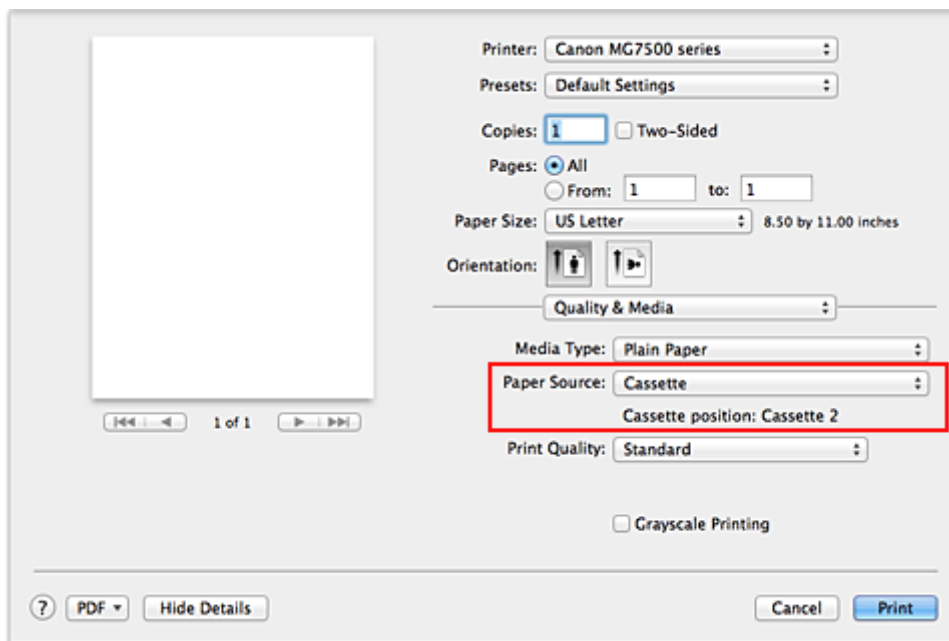 Printer: Canon MG7500 series
Presets: Default Settings
Copies: 1 Two-Sided
Pages: All
From: 1 to: 1
Paper Size: US Letter 8.50 by 11.00 inches
Orientation:
Quality & Media
Media Type: Plain Paper
Paper Source: Cassette
Cassette position: Cassette 2
1 of 1
Print Quality: Standard
Grayscale Printing
? PDF Hide Details Cancel Print